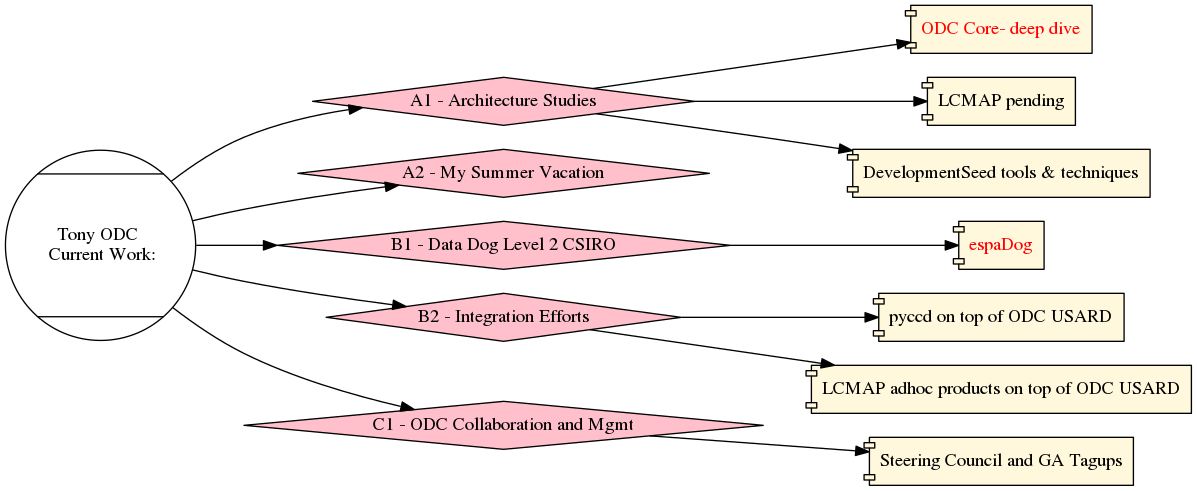 Tony ODC
Current Work:
A1 - Architecture Studies
ODC Core- deep dive
LCMAP pending
DevelopmentSeed tools & techniques
A2 - My Summer Vacation
B1 - Data Dog Level 2 CSIRO
espaDog
B2 - Integration Efforts
pyccd on top of ODC USARD
LCMAP adhoc products on top of ODC USARD
C1 - ODC Collaboration and Mgmt
Steering Council and GA Tagups